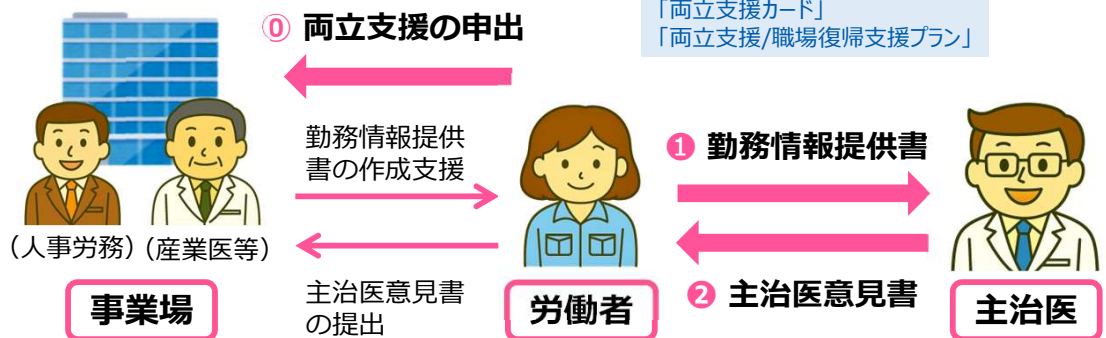 「両立支援カード」
「両立支援/職場復帰支援プラン」
⓪ 両立支援の申出
勤務情報提供
書の作成支援
❶ 勤務情報提供書
(人事労務)
(産業医等)
主治医意見書
の提出
❷ 主治医意見書
事業場
労働者
主治医